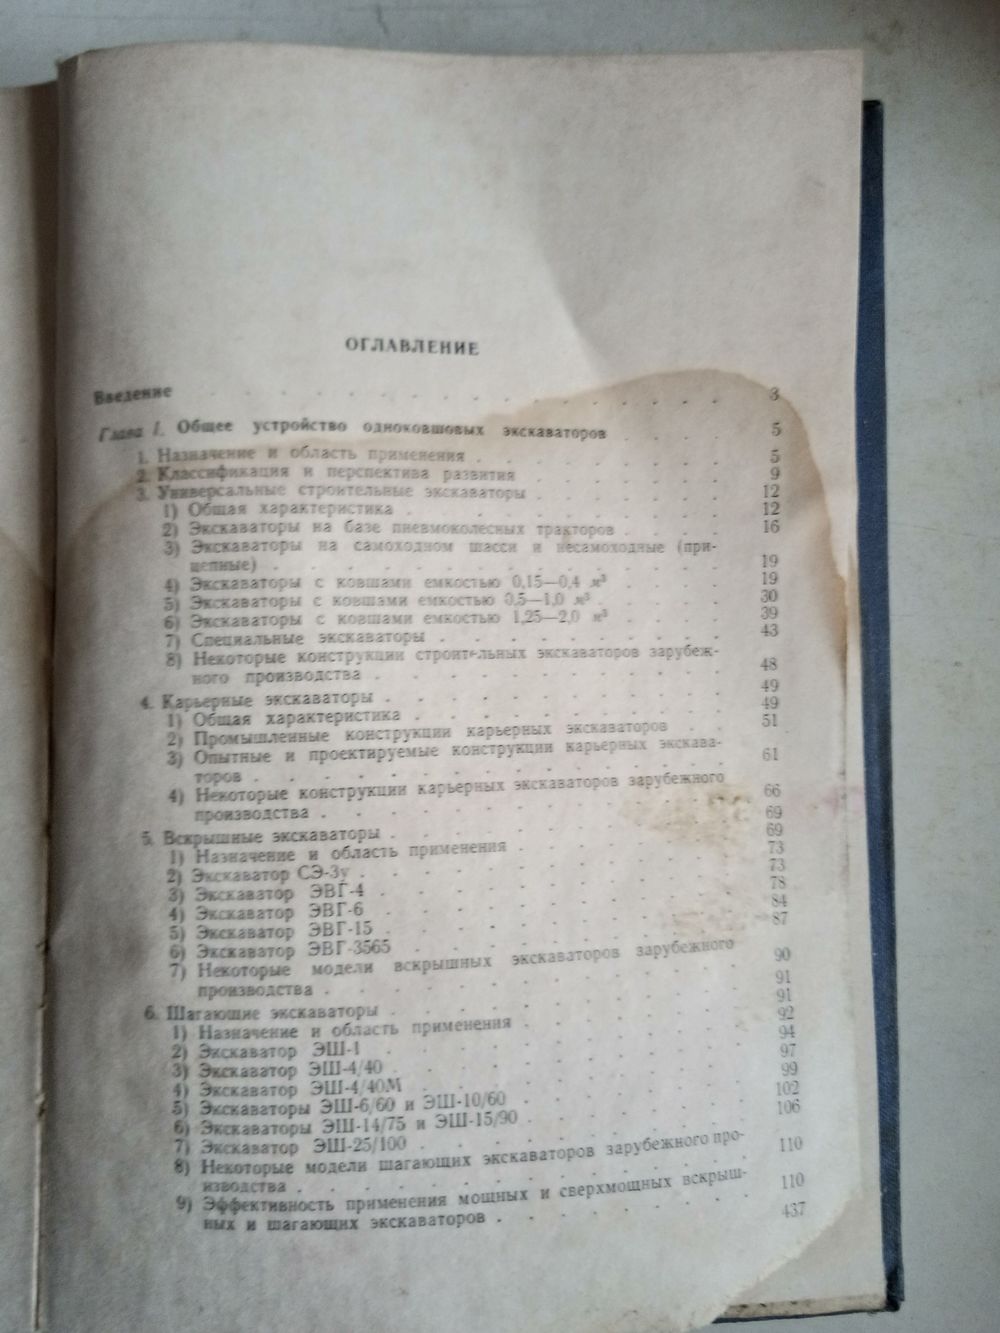 ОГЛАВЛЕНИЕ
Введение . . . . . . . . . . . . . . 3
Глава I. Общее устройство одноковшовых экскаваторов . . . . 5
1. Назначение и область применения . . . . . . . . 5
2. Классификация и перспектива развития . . . . . . 9
3. Универсальные строительные экскаваторы . . . . . . 12
1) Общая характеристика . . . . . . . . . 12
2) Экскаваторы на базе пневмоколесных тракторов . . . . 16
3) Экскаваторы на самоходном шасси и несамоходные (при-
цепные) . . . . . . . . . . . . . 19
4) Экскаваторы с ковшами емкостью 0,15—0,4 м³ . . . . 19
5) Экскаваторы с ковшами емкостью 0,5—1,0 м³ . . . . 30
6) Экскаваторы с ковшами емкостью 1,25—2,0 м³ . . . . 39
7) Специальные экскаваторы . . . . . . . . 43
8) Некоторые конструкции строительных экскаваторов зарубеж-
ного производства . . . . . . . . . . 48
4. Карьерные экскаваторы . . . . . . . . . . 49
1) Общая характеристика . . . . . . . . . 49
2) Промышленные конструкции карьерных экскаваторов . . 51
3) Опытные и проектируемые конструкции карьерных экскава-
торов . . . . . . . . . . . . . 61
4) Некоторые конструкции карьерных экскаваторов зарубежного
производства . . . . . . . . . . . 66
5. Вскрышные экскаваторы . . . . . . . . . . 69
1) Назначение и область применения . . . . . . 69
2) Экскаватор СЭ-3у . . . . . . . . . . 73
3) Экскаватор ЭВГ-4 . . . . . . . . . . 73
4) Экскаватор ЭВГ-6 . . . . . . . . . . 78
5) Экскаватор ЭВГ-15 . . . . . . . . . . 84
6) Экскаватор ЭВГ-3565 . . . . . . . . . 87
7) Некоторые модели вскрышных экскаваторов зарубежного
производства . . . . . . . . . . . 90
6. Шагающие экскаваторы . . . . . . . . . . 91
1) Назначение и область применения . . . . . . 91
2) Экскаватор ЭШ-1 . . . . . . . . . . 92
3) Экскаватор ЭШ-4/40 . . . . . . . . . 94
4) Экскаватор ЭШ-4/40М . . . . . . . . . 97
5) Экскаваторы ЭШ-6/60 и ЭШ-10/60 . . . . . . 99
6) Экскаваторы ЭШ-14/75 и ЭШ-15/90 . . . . . . 102
7) Экскаватор ЭШ-25/100 . . . . . . . . . 106
8) Некоторые модели шагающих экскаваторов зарубежного про-
изводства . . . . . . . . . . . . 110
9) Эффективность применения мощных и сверхмощных вскрыш-
ных и шагающих экскаваторов . . . . . . . 110
437